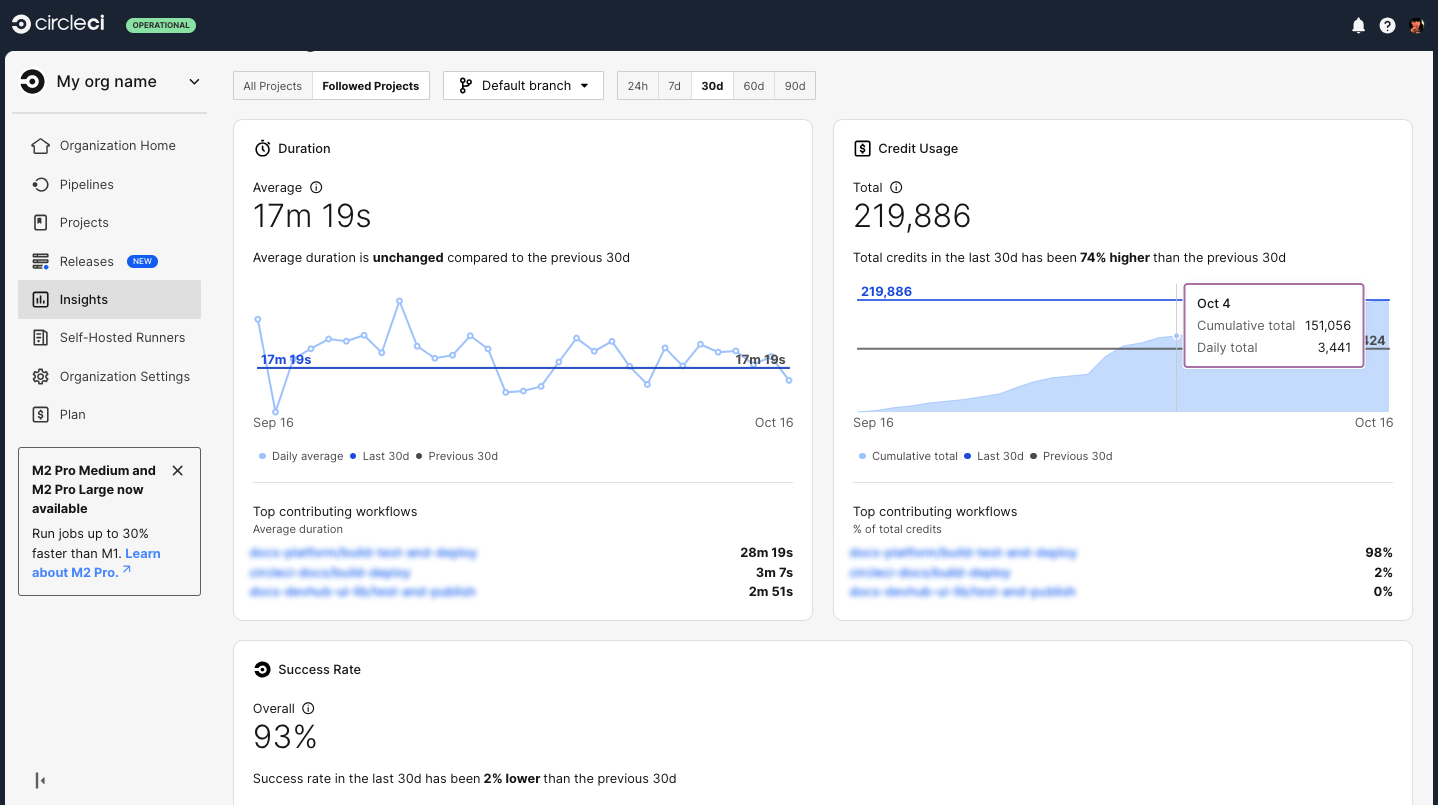 circleci
OPERATIONAL
My org name
Organization Home
Pipelines
Projects
Releases NEW
Insights
Self-Hosted Runners
Organization Settings
Plan
M2 Pro Medium and
M2 Pro Large now
available
Run jobs up to 30%
faster than M1. Learn
about M2 Pro.
All Projects Followed Projects Default branch 24h 7d 30d 60d 90d
Duration
Average
17m 19s
Average duration is unchanged compared to the previous 30d
17m 19s 17m 19s
Sep 16 Oct 16
Daily average Last 30d Previous 30d
Top contributing workflows
Average duration
28m 19s
3m 7s
2m 51s
Credit Usage
Total
219,886
Total credits in the last 30d has been 74% higher than the previous 30d
219,886
Oct 4
Cumulative total 151,056
Daily total 3,441
424
Sep 16 Oct 16
Cumulative total Last 30d Previous 30d
Top contributing workflows
% of total credits
98%
2%
0%
Success Rate
Overall
93%
Success rate in the last 30d has been 2% lower than the previous 30d